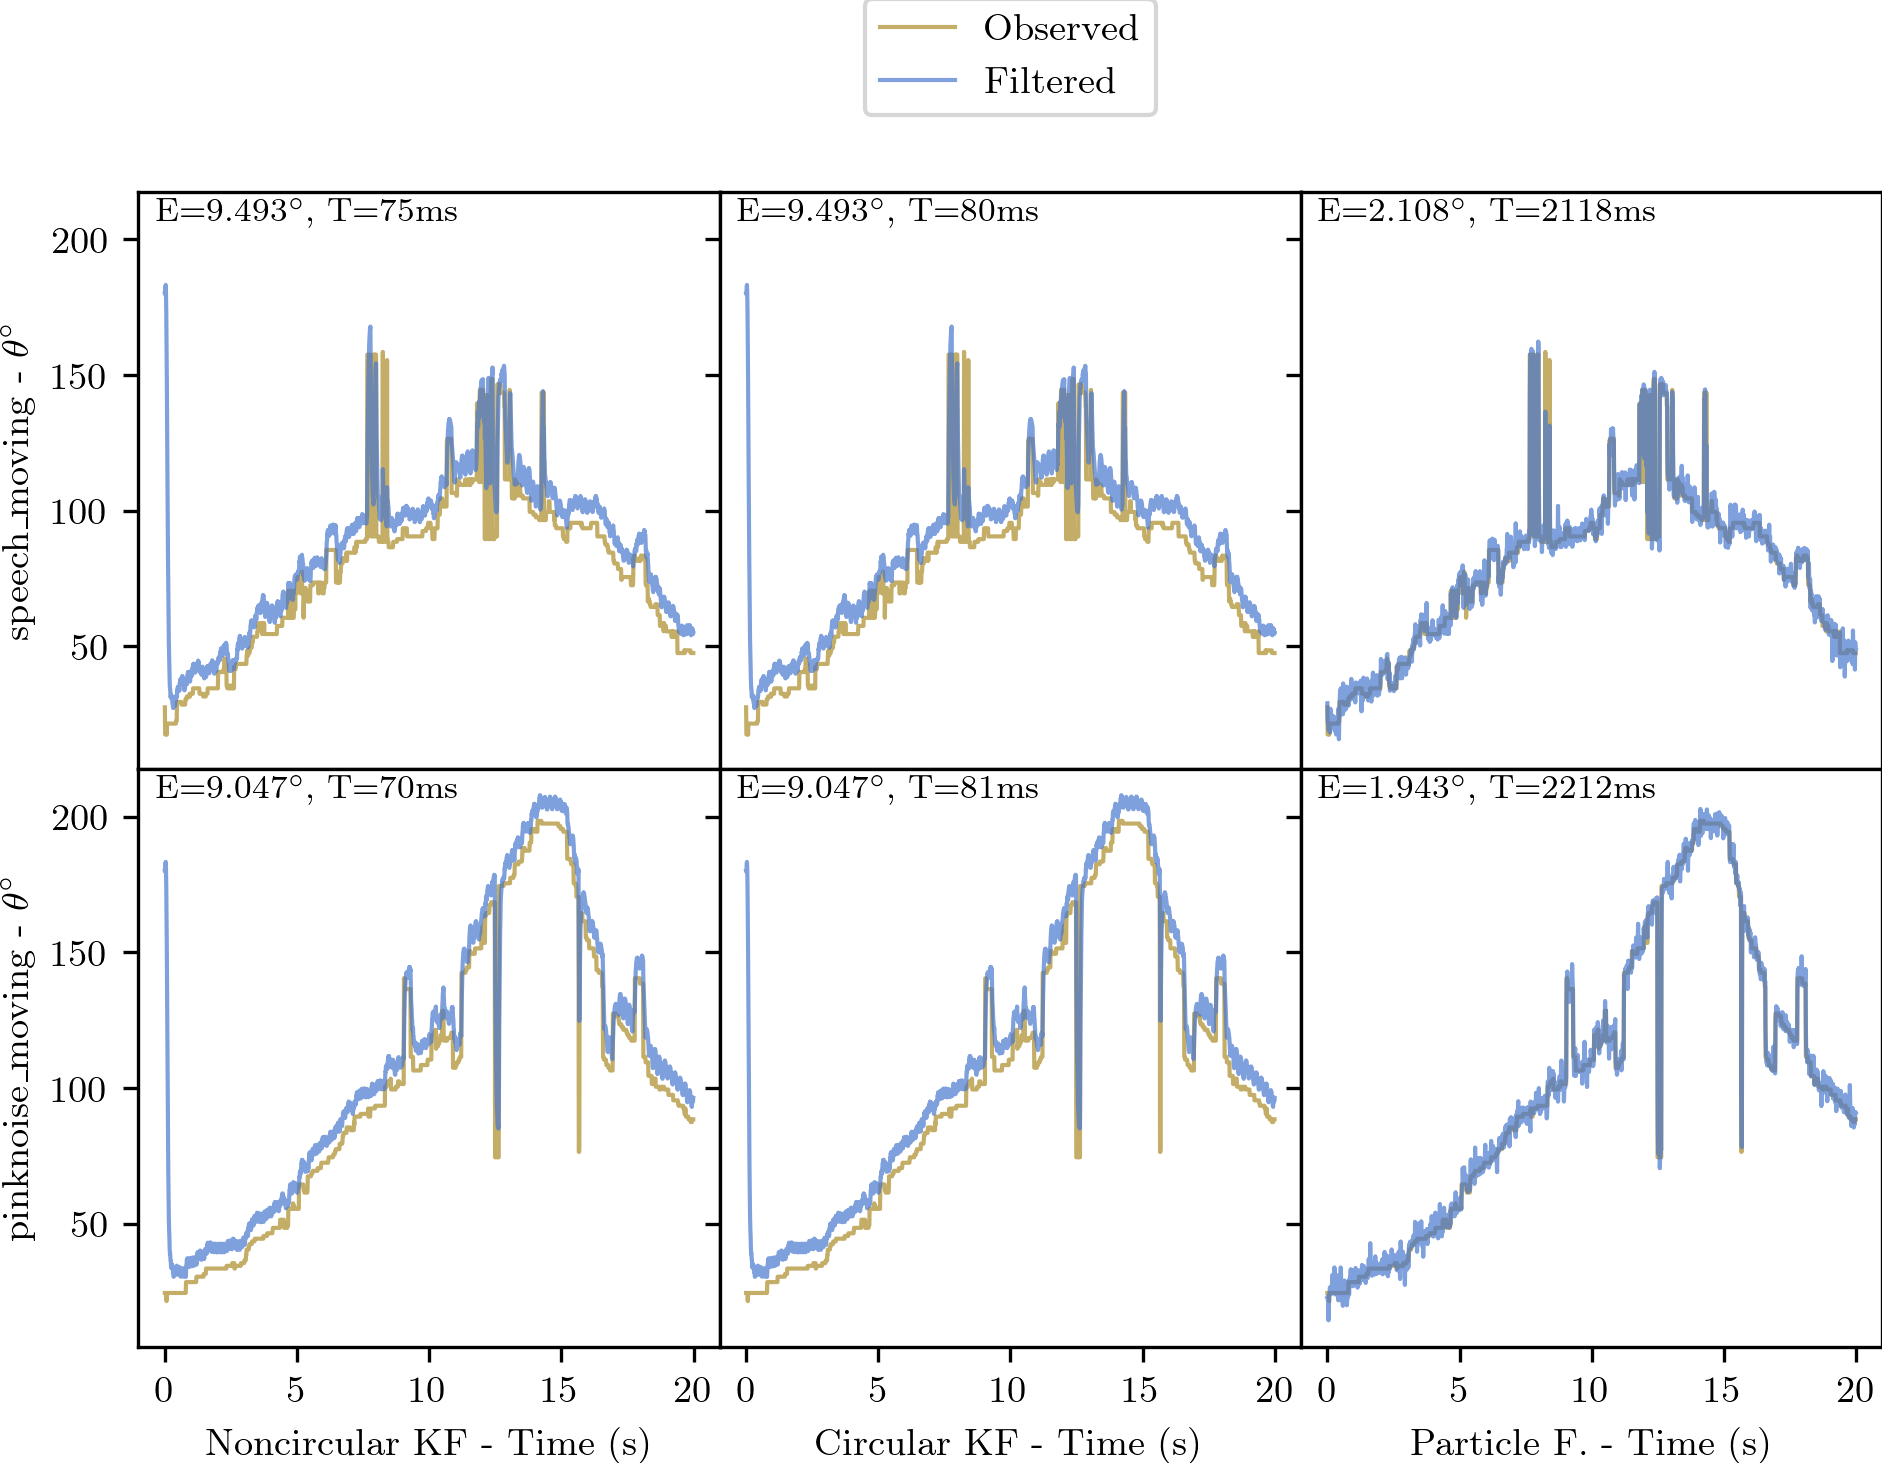 Observed
Filtered
E=9.493°, T=75ms
E=9.493°, T=80ms
E=2.108°, T=2118ms
200
150
100
50
speech_moving - θ°
E=9.047°, T=70ms
E=9.047°, T=81ms
E=1.943°, T=2212ms
200
150
100
50
pinknoise_moving - θ°
0 5 10 15 20
0 5 10 15 20
0 5 10 15 20
Noncircular KF - Time (s)
Circular KF - Time (s)
Particle F. - Time (s)